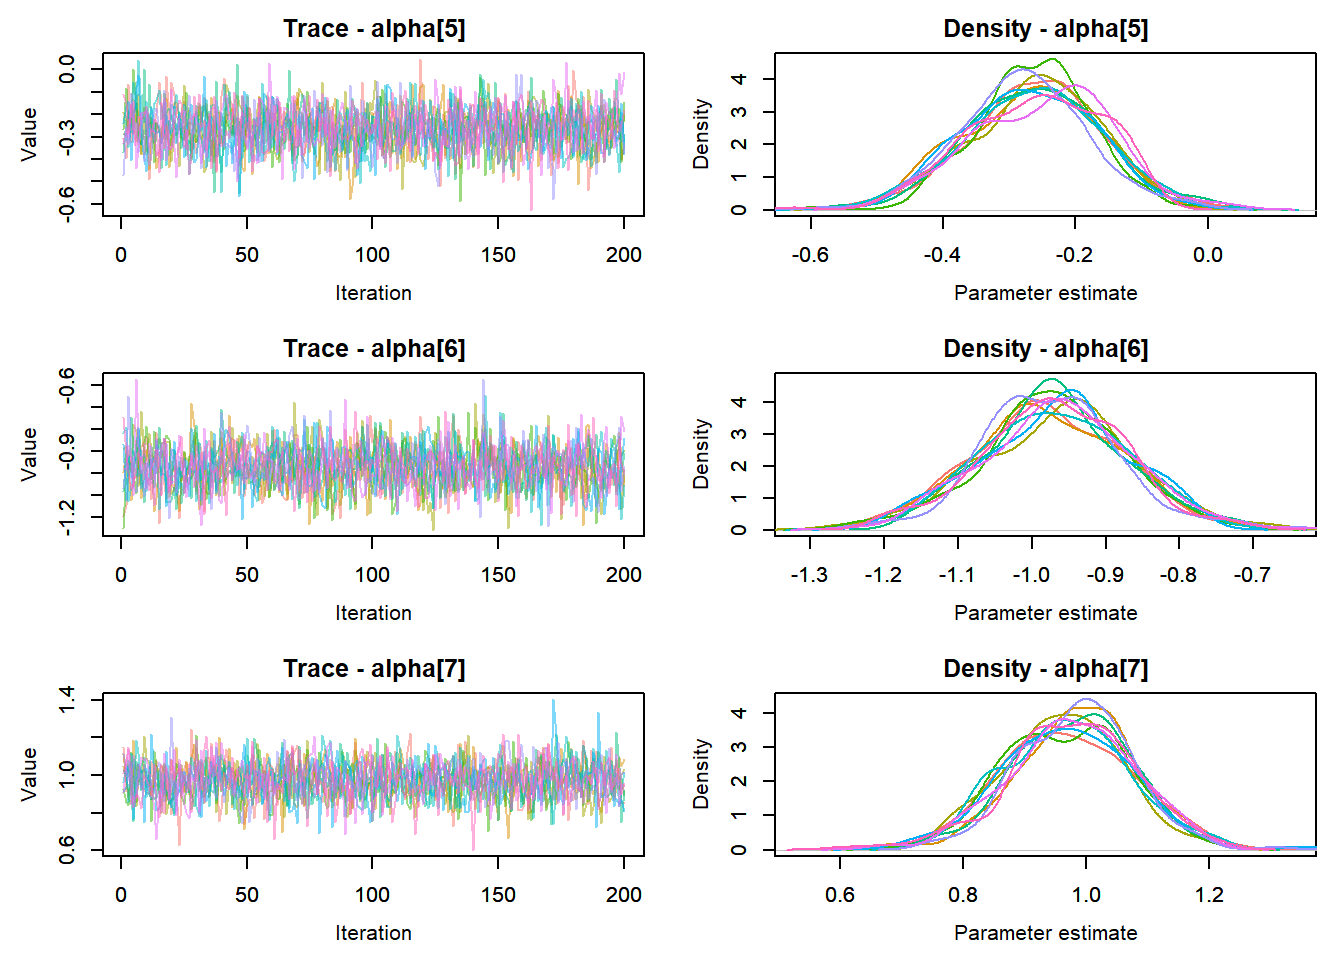 Trace - alpha[5]
Value
0.0
-0.3
-0.6
0 50 100 150 200
Iteration
Density - alpha[5]
Density
4
3
2
1
0
-0.6 -0.4 -0.2 0.0
Parameter estimate
Trace - alpha[6]
Value
-0.6
-0.9
-1.2
0 50 100 150 200
Iteration
Density - alpha[6]
Density
4
3
2
1
0
-1.3 -1.2 -1.1 -1.0 -0.9 -0.8 -0.7
Parameter estimate
Trace - alpha[7]
Value
1.4
1.0
0.6
0 50 100 150 200
Iteration
Density - alpha[7]
Density
4
3
2
1
0
0.6 0.8 1.0 1.2
Parameter estimate